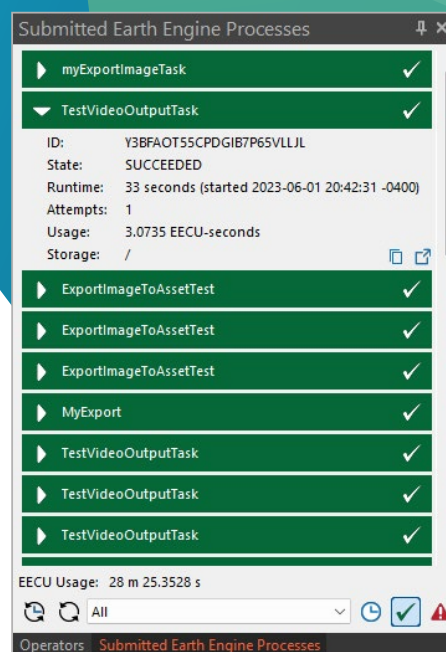 Submitted Earth Engine Processes
myExportImageTask
TestVideoOutputTask
ID: Y3BFAOT55CPDGIB7P65VLLJL
State: SUCCEEDED
Runtime: 33 seconds (started 2023-06-01 20:42:31 -0400)
Attempts: 1
Usage: 3.0735 EECU-seconds
Storage: /
ExportImageToAssetTest
ExportImageToAssetTest
ExportImageToAssetTest
MyExport
TestVideoOutputTask
TestVideoOutputTask
TestVideoOutputTask
EECU Usage: 28 m 25.3528 s
All
Operators Submitted Earth Engine Processes